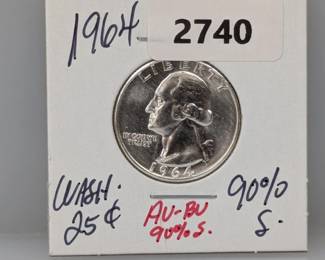 1964
2740
LIBERTY
IN GOD WE
TRUST
1964
WASH.
25¢
AU-BU
90% S.
90%
S.